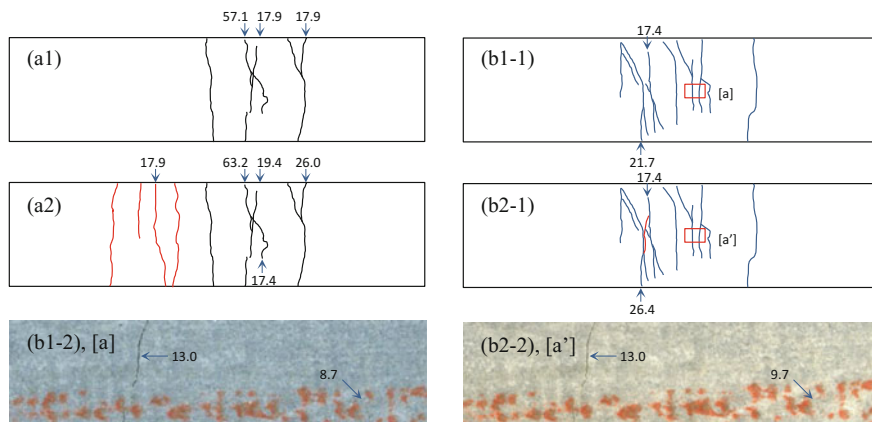 57.1 17.9 17.9
(a1)
17.4
(b1-1)
[a]
21.7
17.9 63.2 19.4 26.0
(a2)
17.4
17.4
(b2-1)
[a']
26.4
(b1-2), [a]
13.0
8.7
(b2-2), [a']
13.0
9.7